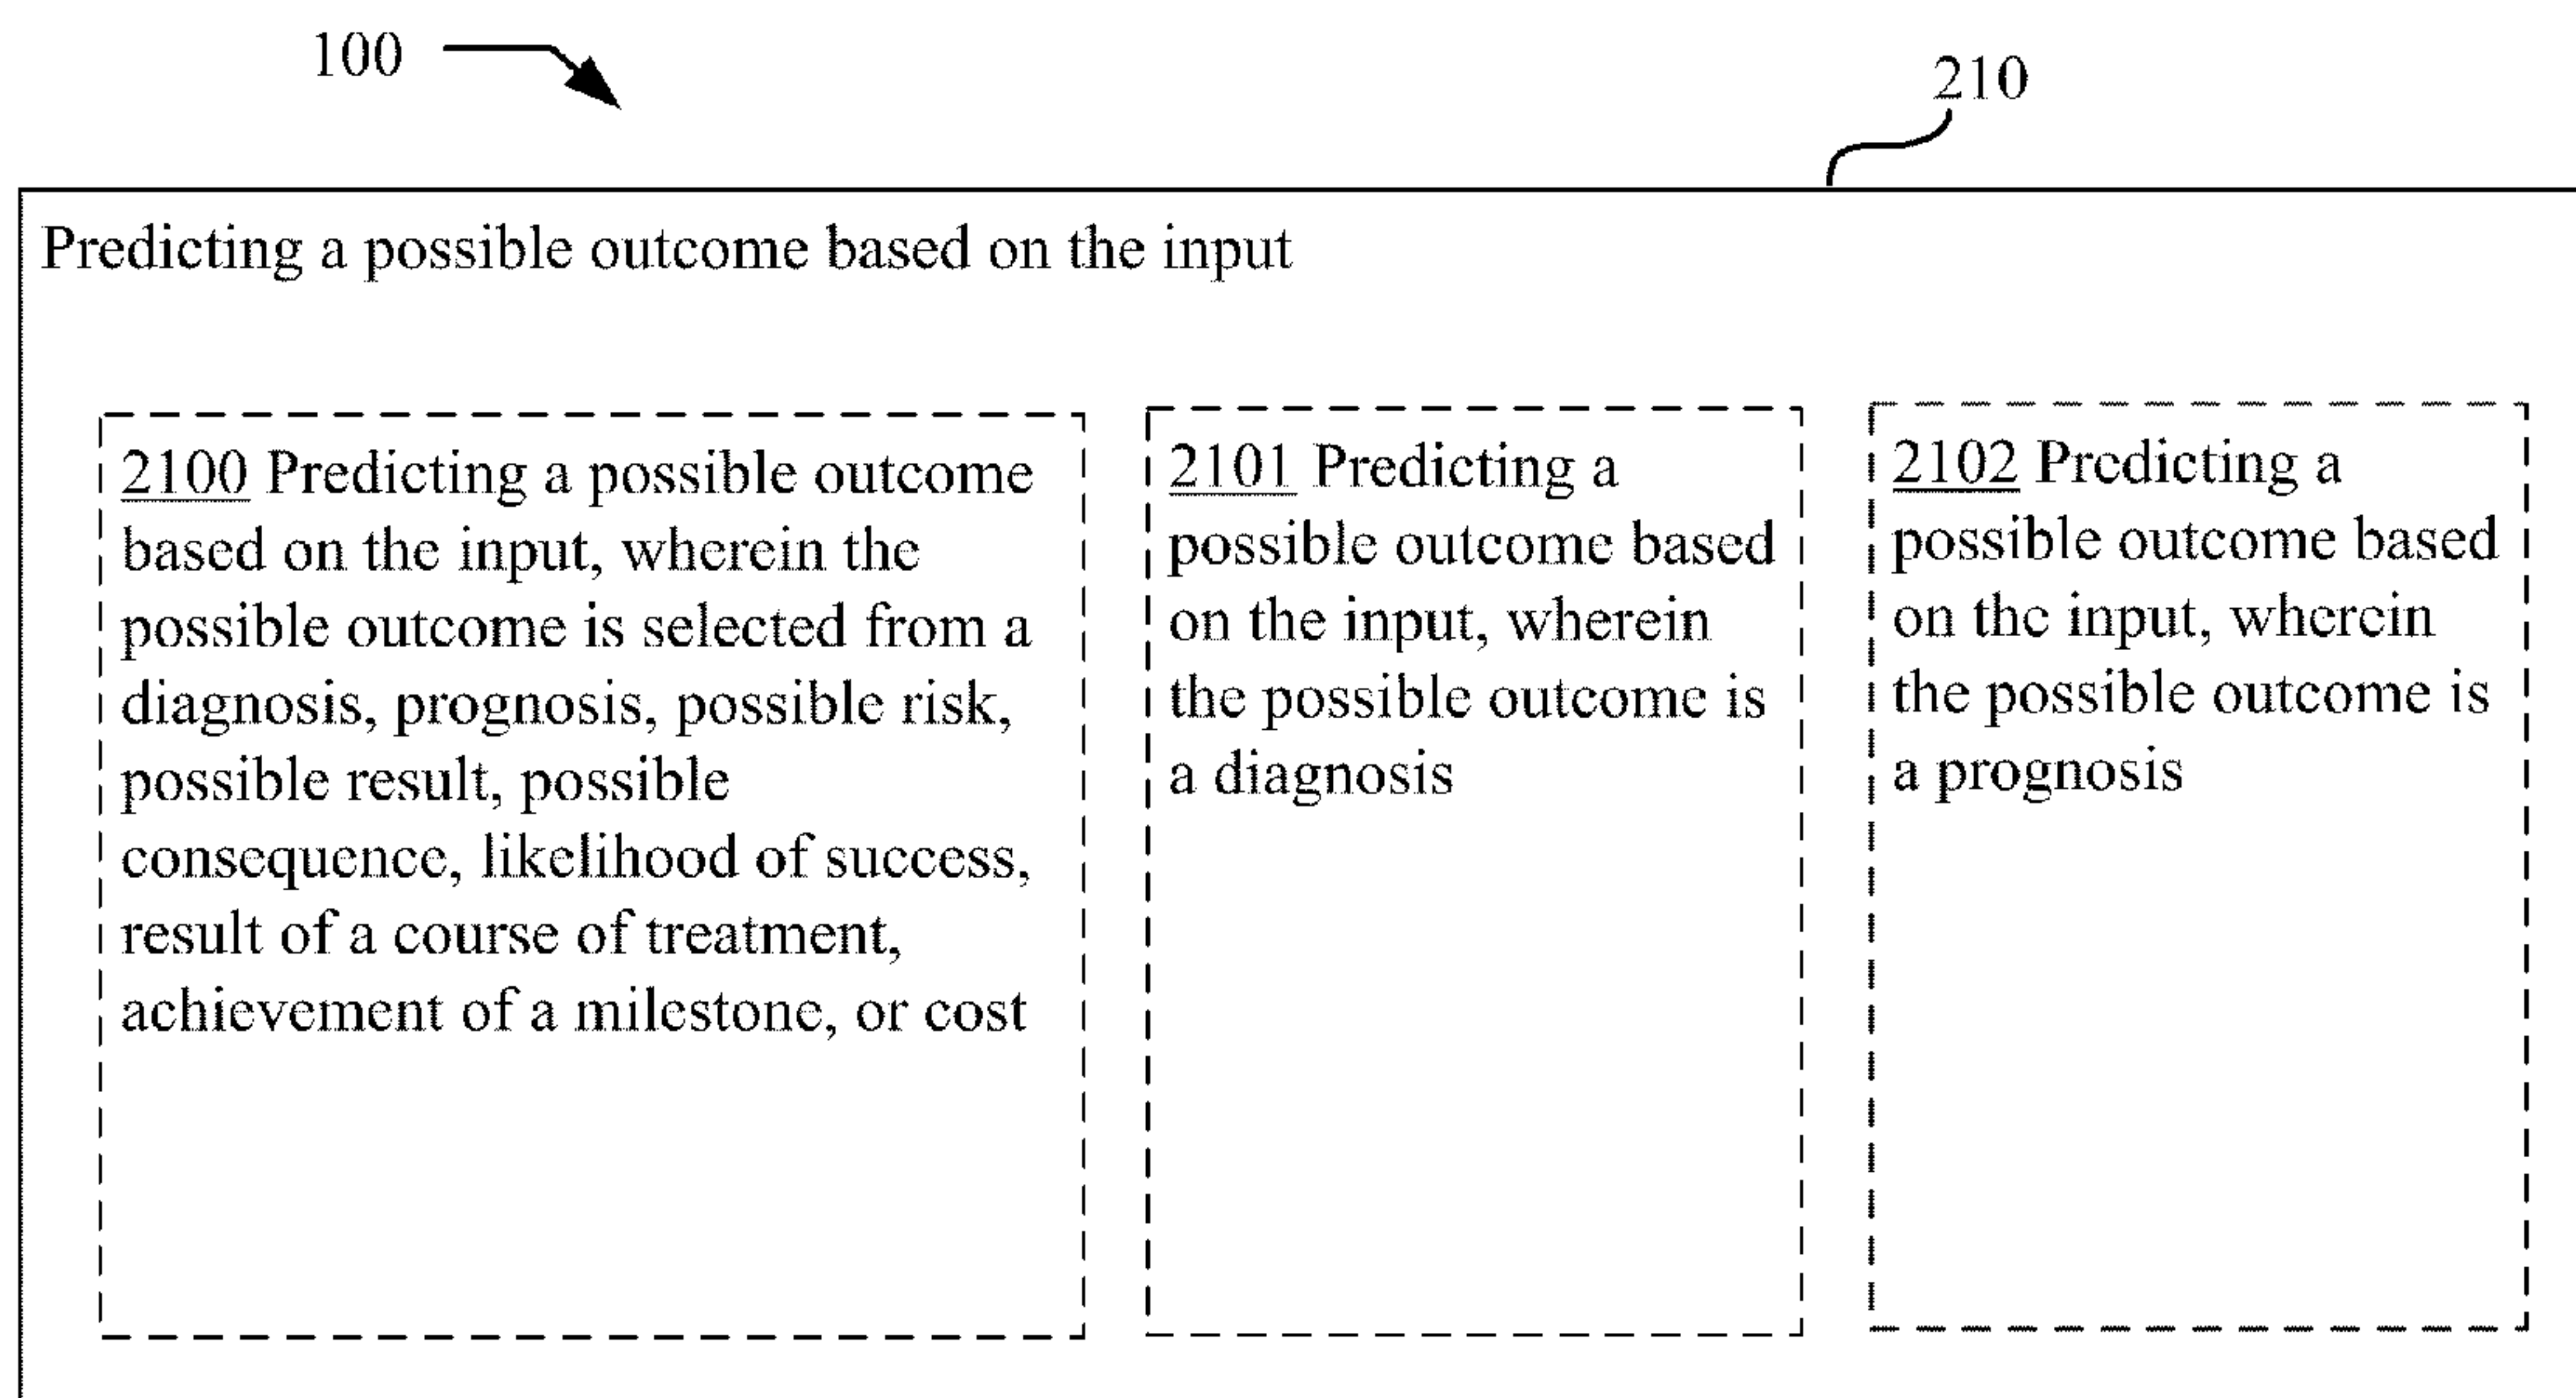 100
210
Predicting a possible outcome based on the input
2100 Predicting a possible outcome
based on the input, wherein the
possible outcome is selected from a
diagnosis, prognosis, possible risk,
possible result, possible
consequence, likelihood of success,
result of a course of treatment,
achievement of a milestone, or cost
2101 Predicting a
possible outcome based
on the input, wherein
the possible outcome is
a diagnosis
2102 Predicting a
possible outcome based
on the input, wherein
the possible outcome is
a prognosis